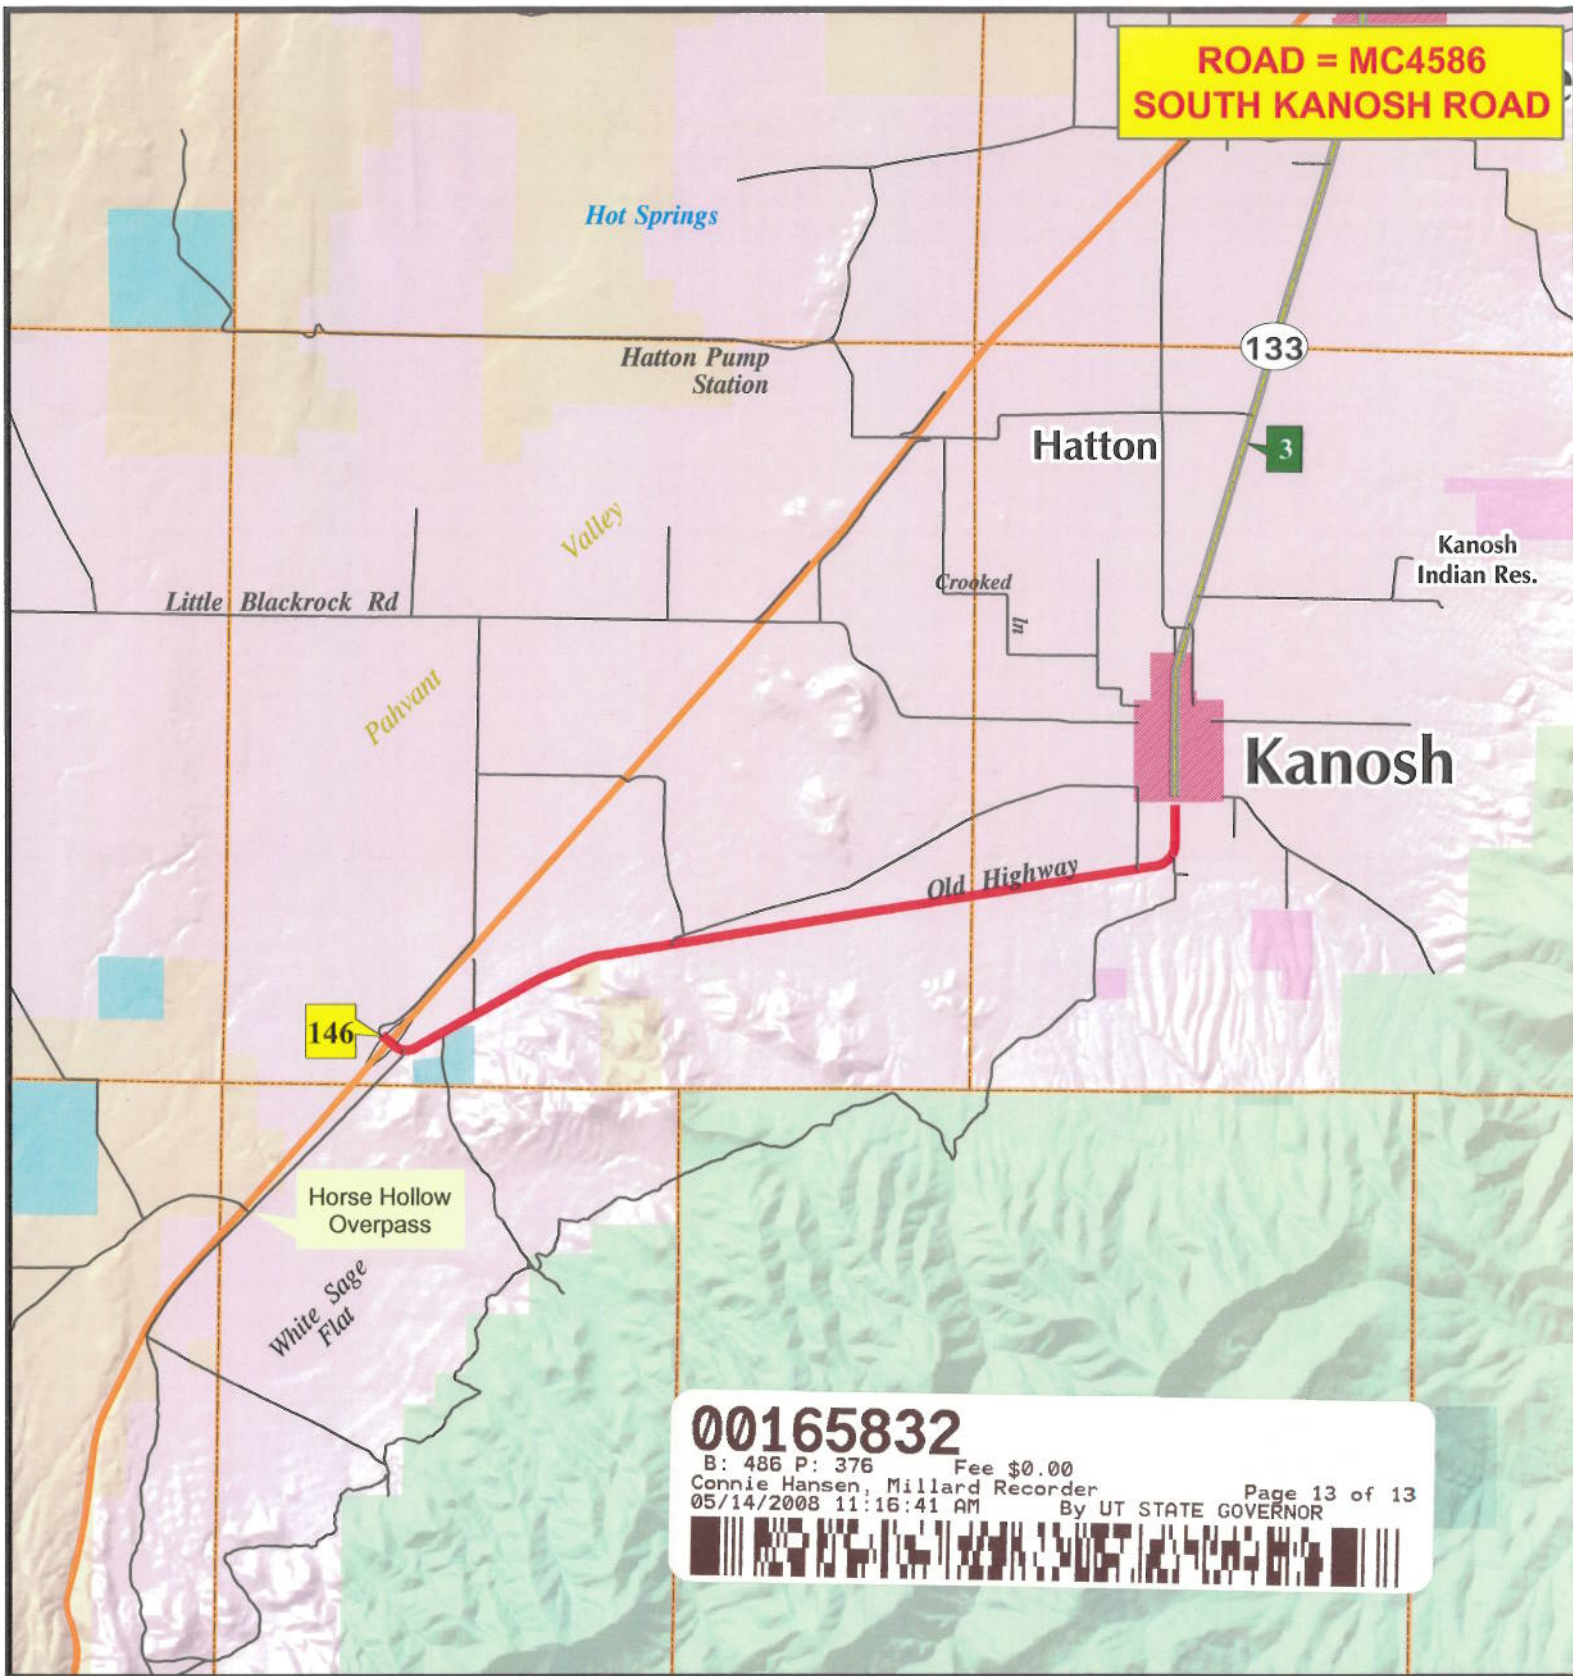 ROAD = MC4586
SOUTH KANOSH ROAD
Hot Springs
133
Hatton Pump
Station
Hatton
3
Valley
Kanosh
Indian Res.
Crooked
ln
Little Blackrock Rd
Pahvant
Kanosh
Old Highway
146
Horse Hollow
Overpass
White Sage
Flat
00165832
B: 486 P: 376 Fee $0.00
Connie Hansen, Millard Recorder Page 13 of 13
05/14/2008 11:16:41 AM By UT STATE GOVERNOR